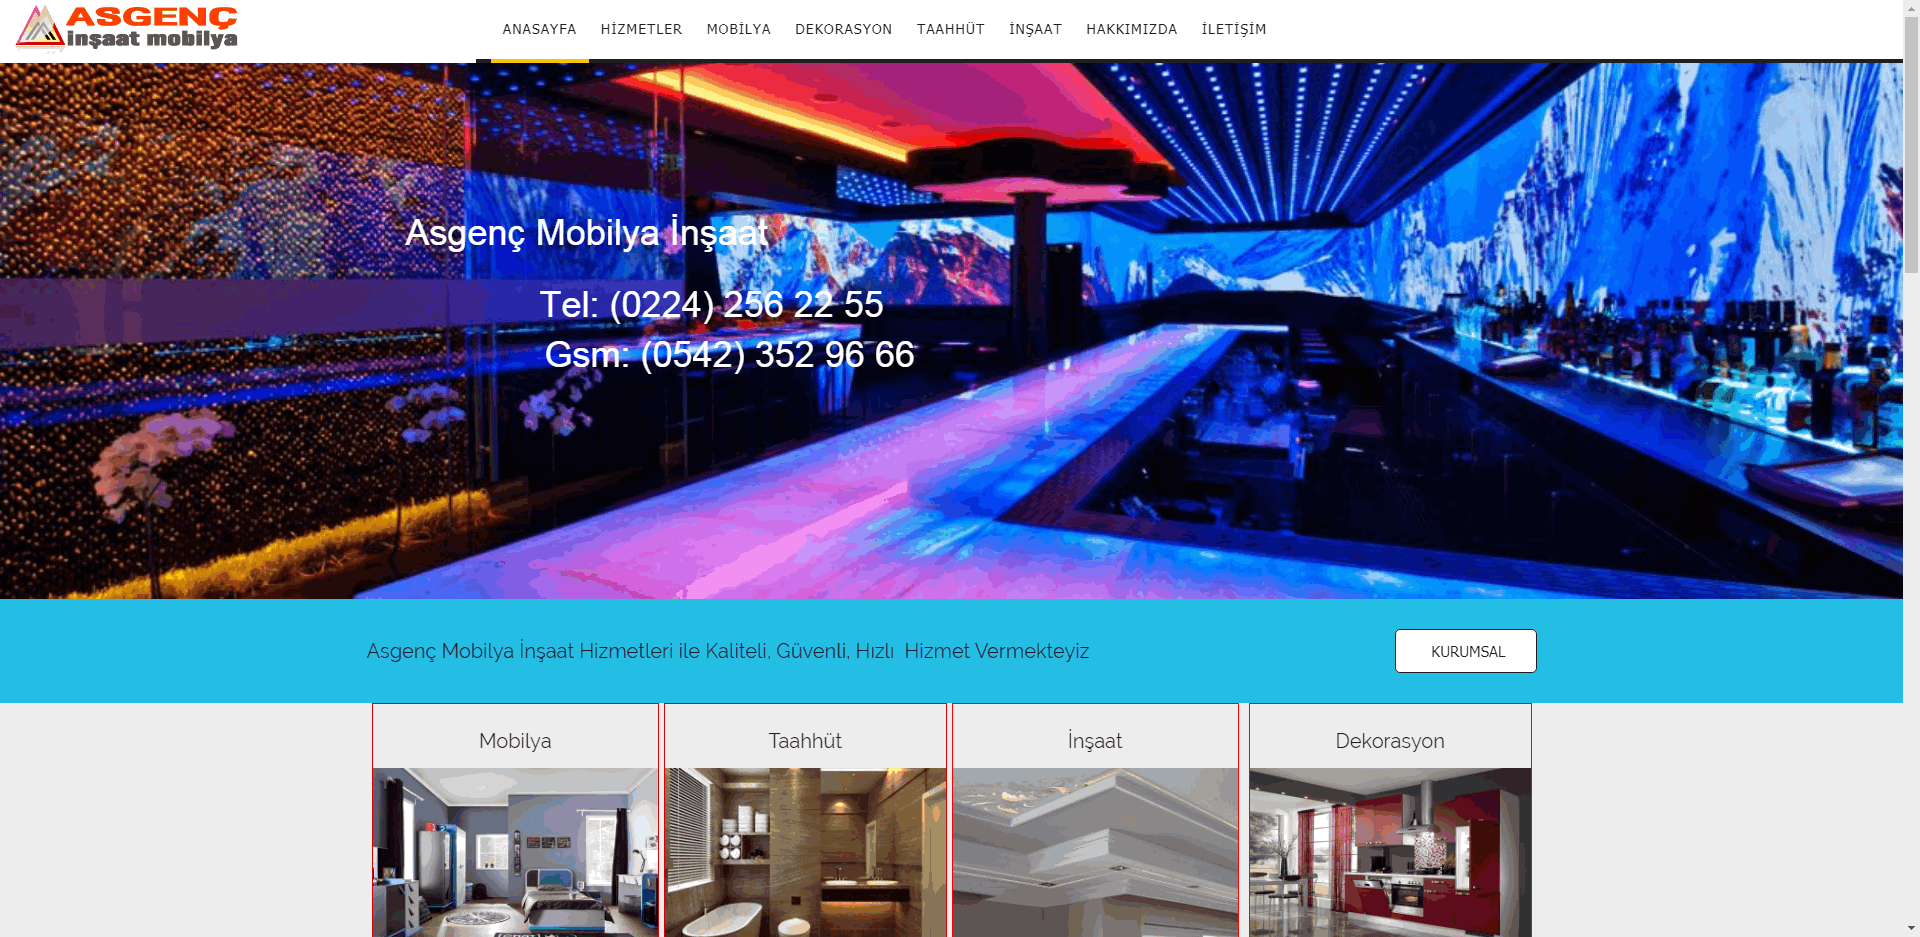 ASGENÇ
inşaat mobilya
ANASAYFA HİZMETLER MOBİLYA DEKORASYON TAAHHÜT İNŞAAT HAKKIMIZDA İLETİŞİM
Asgenç Mobilya İnşaat
Tel: (0224) 256 22 55
Gsm: (0542) 352 96 66
Asgenç Mobilya İnşaat Hizmetleri ile Kaliteli, Güvenli, Hızlı  Hizmet Vermekteyiz
KURUMSAL
Mobilya
Taahhüt
İnşaat
Dekorasyon